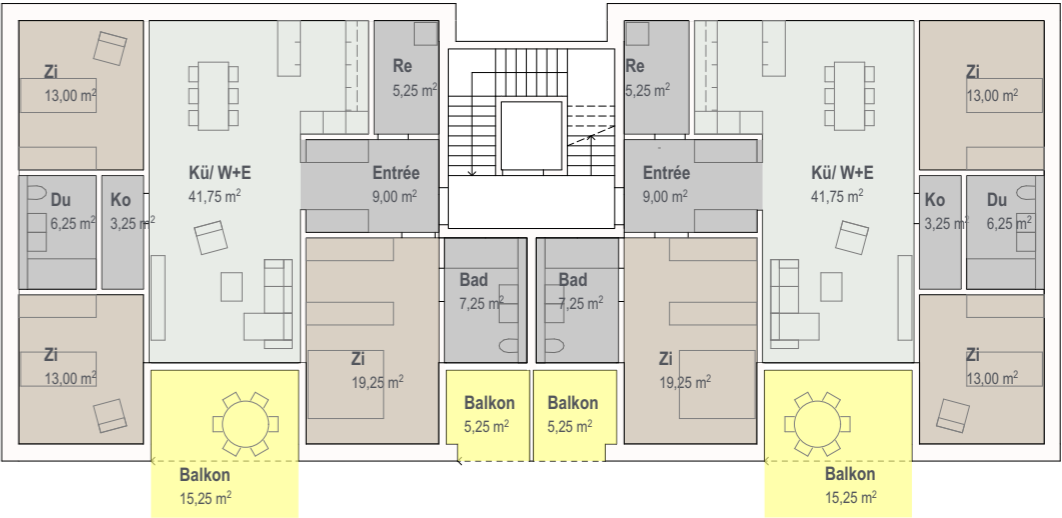 Zi
13,00 m²
Re
5,25 m²
Re
5,25 m²
Zi
13,00 m²
Kü/ W+E
41,75 m²
Entrée
9,00 m²
Entrée
9,00 m²
Kü/ W+E
41,75 m²
Du
6,25 m²
Ko
3,25 m²
Ko
3,25 m²
Du
6,25 m²
Bad
7,25 m²
Bad
7,25 m²
Zi
13,00 m²
Zi
19,25 m²
Zi
19,25 m²
Zi
13,00 m²
Balkon
5,25 m²
Balkon
5,25 m²
Balkon
15,25 m²
Balkon
15,25 m²